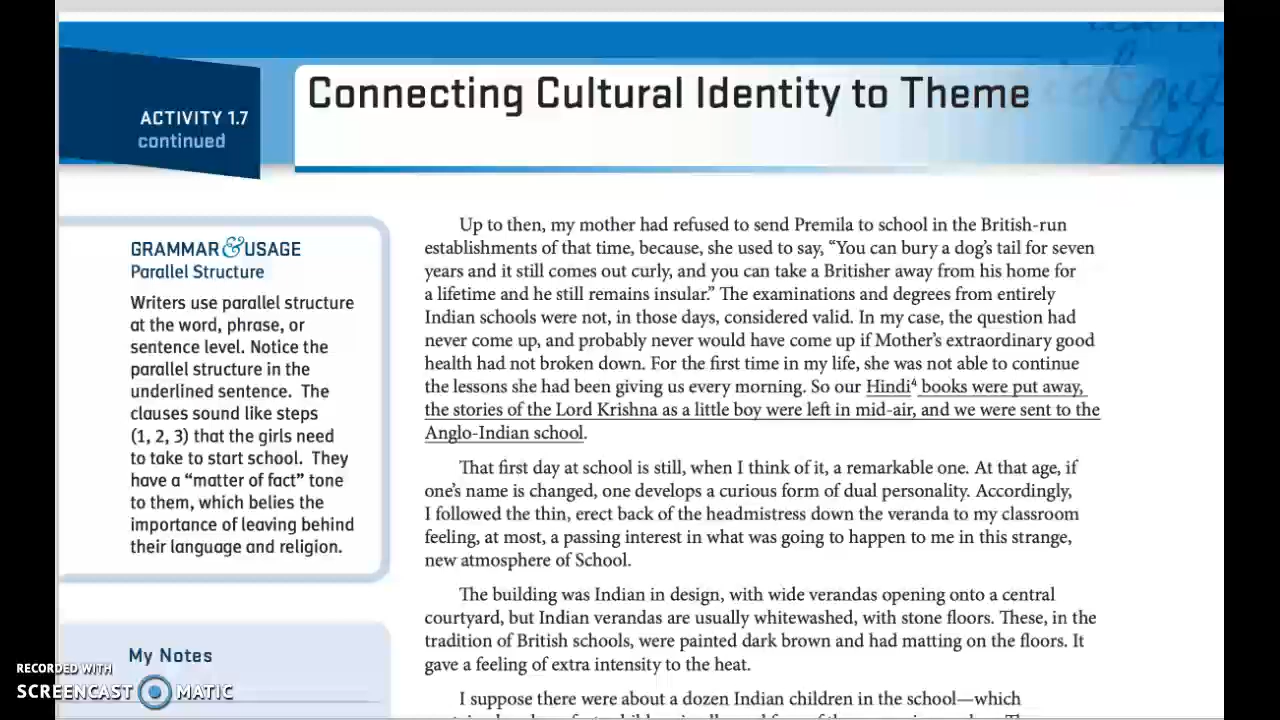 Connecting Cultural Identity to Theme
ACTIVITY 1.7
continued
GRAMMAR & USAGE
Parallel Structure
Writers use parallel structure
at the word, phrase, or
sentence level. Notice the
parallel structure in the
underlined sentence. The
clauses sound like steps
(1, 2, 3) that the girls need
to take to start school. They
have a “matter of fact” tone
to them, which belies the
importance of leaving behind
their language and religion.
My Notes
Up to then, my mother had refused to send Premila to school in the British-run
establishments of that time, because, she used to say, “You can bury a dog’s tail for seven
years and it still comes out curly, and you can take a Britisher away from his home for
a lifetime and he still remains insular.” The examinations and degrees from entirely
Indian schools were not, in those days, considered valid. In my case, the question had
never come up, and probably never would have come up if Mother’s extraordinary good
health had not broken down. For the first time in my life, she was not able to continue
the lessons she had been giving us every morning. So our Hindi⁴ books were put away,
the stories of the Lord Krishna as a little boy were left in mid-air, and we were sent to the
Anglo-Indian school.
That first day at school is still, when I think of it, a remarkable one. At that age, if
one’s name is changed, one develops a curious form of dual personality. Accordingly,
I followed the thin, erect back of the headmistress down the veranda to my classroom
feeling, at most, a passing interest in what was going to happen to me in this strange,
new atmosphere of School.
The building was Indian in design, with wide verandas opening onto a central
courtyard, but Indian verandas are usually whitewashed, with stone floors. These, in the
tradition of British schools, were painted dark brown and had matting on the floors. It
gave a feeling of extra intensity to the heat.
I suppose there were about a dozen Indian children in the school—which
RECORDED WITH
SCREENCAST MATIC